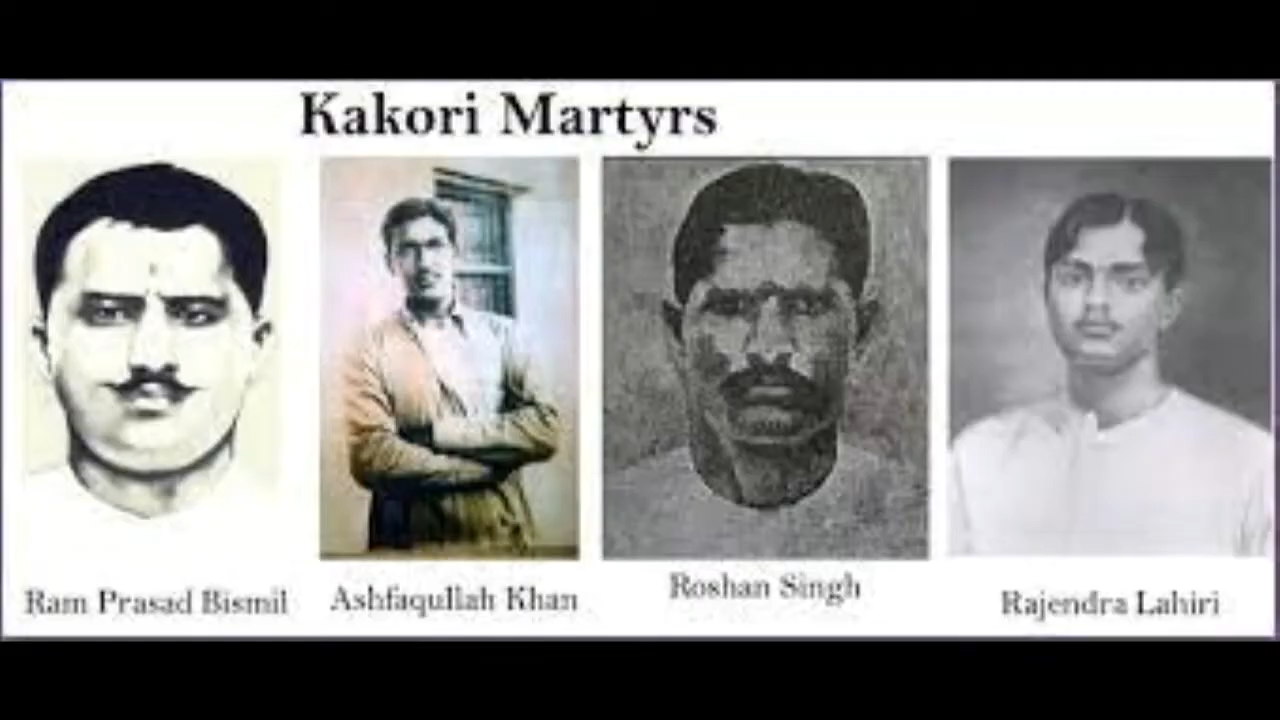 Kakori Martyrs
Ram Prasad Bismil
Ashfaqullah Khan
Roshan Singh
Rajendra Lahiri